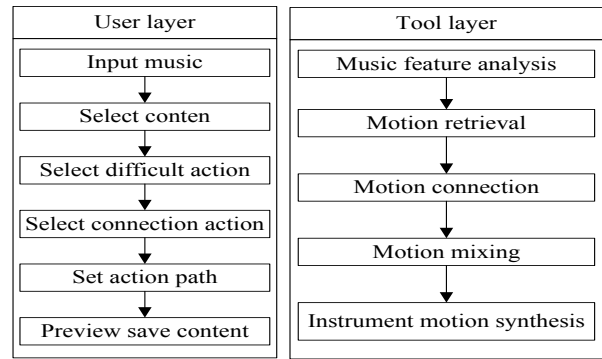 User layer
Input music
Select conten
Select difficult action
Select connection action
Set action path
Preview save content
Tool layer
Music feature analysis
Motion retrieval
Motion connection
Motion mixing
Instrument motion synthesis